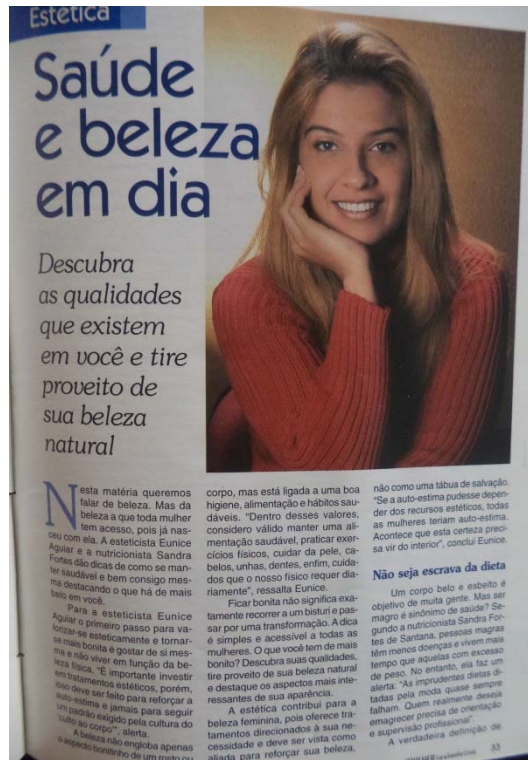 Estética
Saúde
e beleza
em dia
Descubra
as qualidades
que existem
em você e tire
proveito de
sua beleza
natural
Nesta matéria queremos
falar de beleza. Mas da
beleza a que toda mulher
tem acesso, pois já nas-
ceu com ela. A esteticista Eunice
Aguiar e a nutricionista Sandra
Fortes dão dicas de como se man-
ter saudável e bem consigo mes-
ma destacando o que há de mais
belo em você.
Para a esteticista Eunice
Aguiar o primeiro passo para va-
lorizar-se esteticamente e tornar-
se mais bonita é gostar de si mes-
ma e não viver em função da be-
leza física. "É importante investir
em tratamentos estéticos, porém,
isso deve ser feito para reforçar a
auto-estima e jamais para seguir
um padrão exigido pela cultura do
'culto ao corpo'", alerta.
A beleza não engloba apenas
o aspecto bonitinho de um rosto ou
corpo, mas está ligada a uma boa
higiene, alimentação e hábitos sau-
dáveis. "Dentro desses valores,
considero válido manter uma ali-
mentação saudável, praticar exer-
cícios físicos, cuidar da pele, ca-
belos, unhas, dentes, enfim, cuida-
dos que o nosso físico requer dia-
riamente", ressalta Eunice.
Ficar bonita não significa exa-
tamente recorrer a um bisturi e pas-
sar por uma transformação. A dica
é simples e acessível a todas as
mulheres. O que você tem de mais
bonito? Descubra suas qualidades,
tire proveito de sua beleza natural
e destaque os aspectos mais inte-
ressantes de sua aparência.
A estética contribui para a
beleza feminina, pois oferece tra-
tamentos direcionados à sua ne-
cessidade e deve ser vista como
aliada para reforçar sua beleza,
não como uma tábua de salvação.
"Se a auto-estima pudesse depen-
der dos recursos estéticos, todas
as mulheres teriam auto-estima.
Acontece que esta certeza preci-
sa vir do interior", conclui Eunice.
Não seja escrava da dieta
Um corpo belo e esbelto é
objetivo de muita gente. Mas ser
magro é sinônimo de saúde? Se-
gundo a nutricionista Sandra For-
tes de Santana, pessoas magras
têm menos doenças e vivem mais
tempo que aquelas com excesso
de peso. No entanto, ela faz um
alerta: "As imprudentes dietas di-
tadas pela moda quase sempre
falham. Quem realmente deseja
emagrecer precisa de orientação
e supervisão profissional".
A verdadeira definição de
33